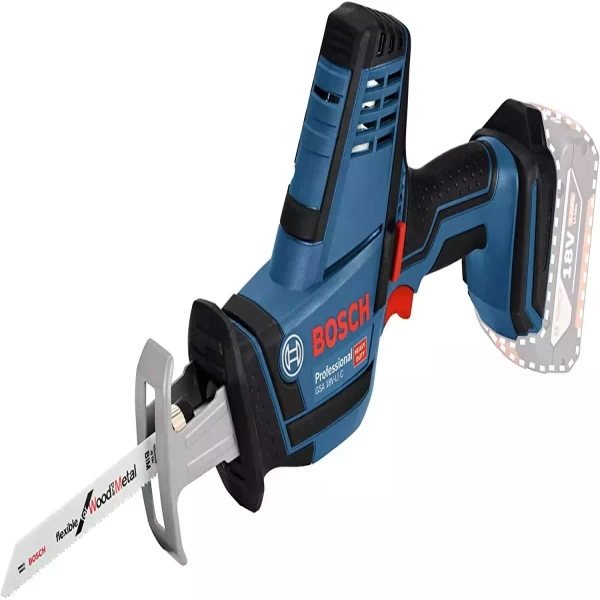 BOSCH
Professional
HEAVY DUTY
GSA 18V-LI C
18V
BIM
flexible for Wood and Metal
BOSCH